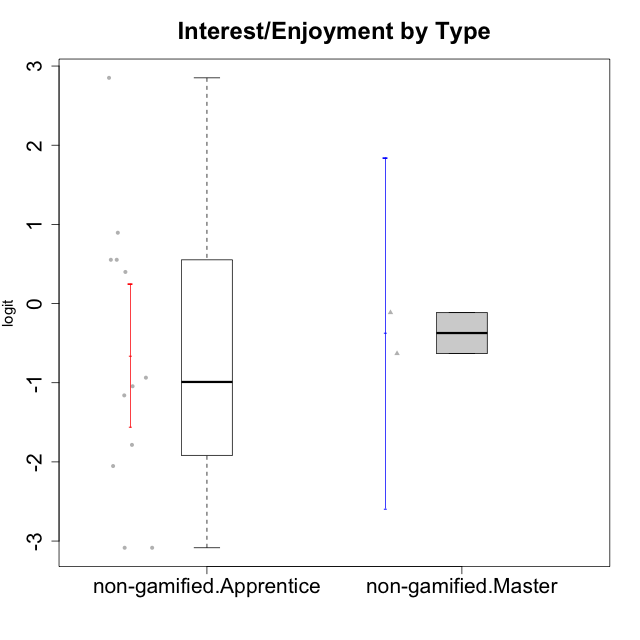 Interest/Enjoyment by Type
3
2
1
0
-1
-2
-3
logit
non-gamified.Apprentice
non-gamified.Master